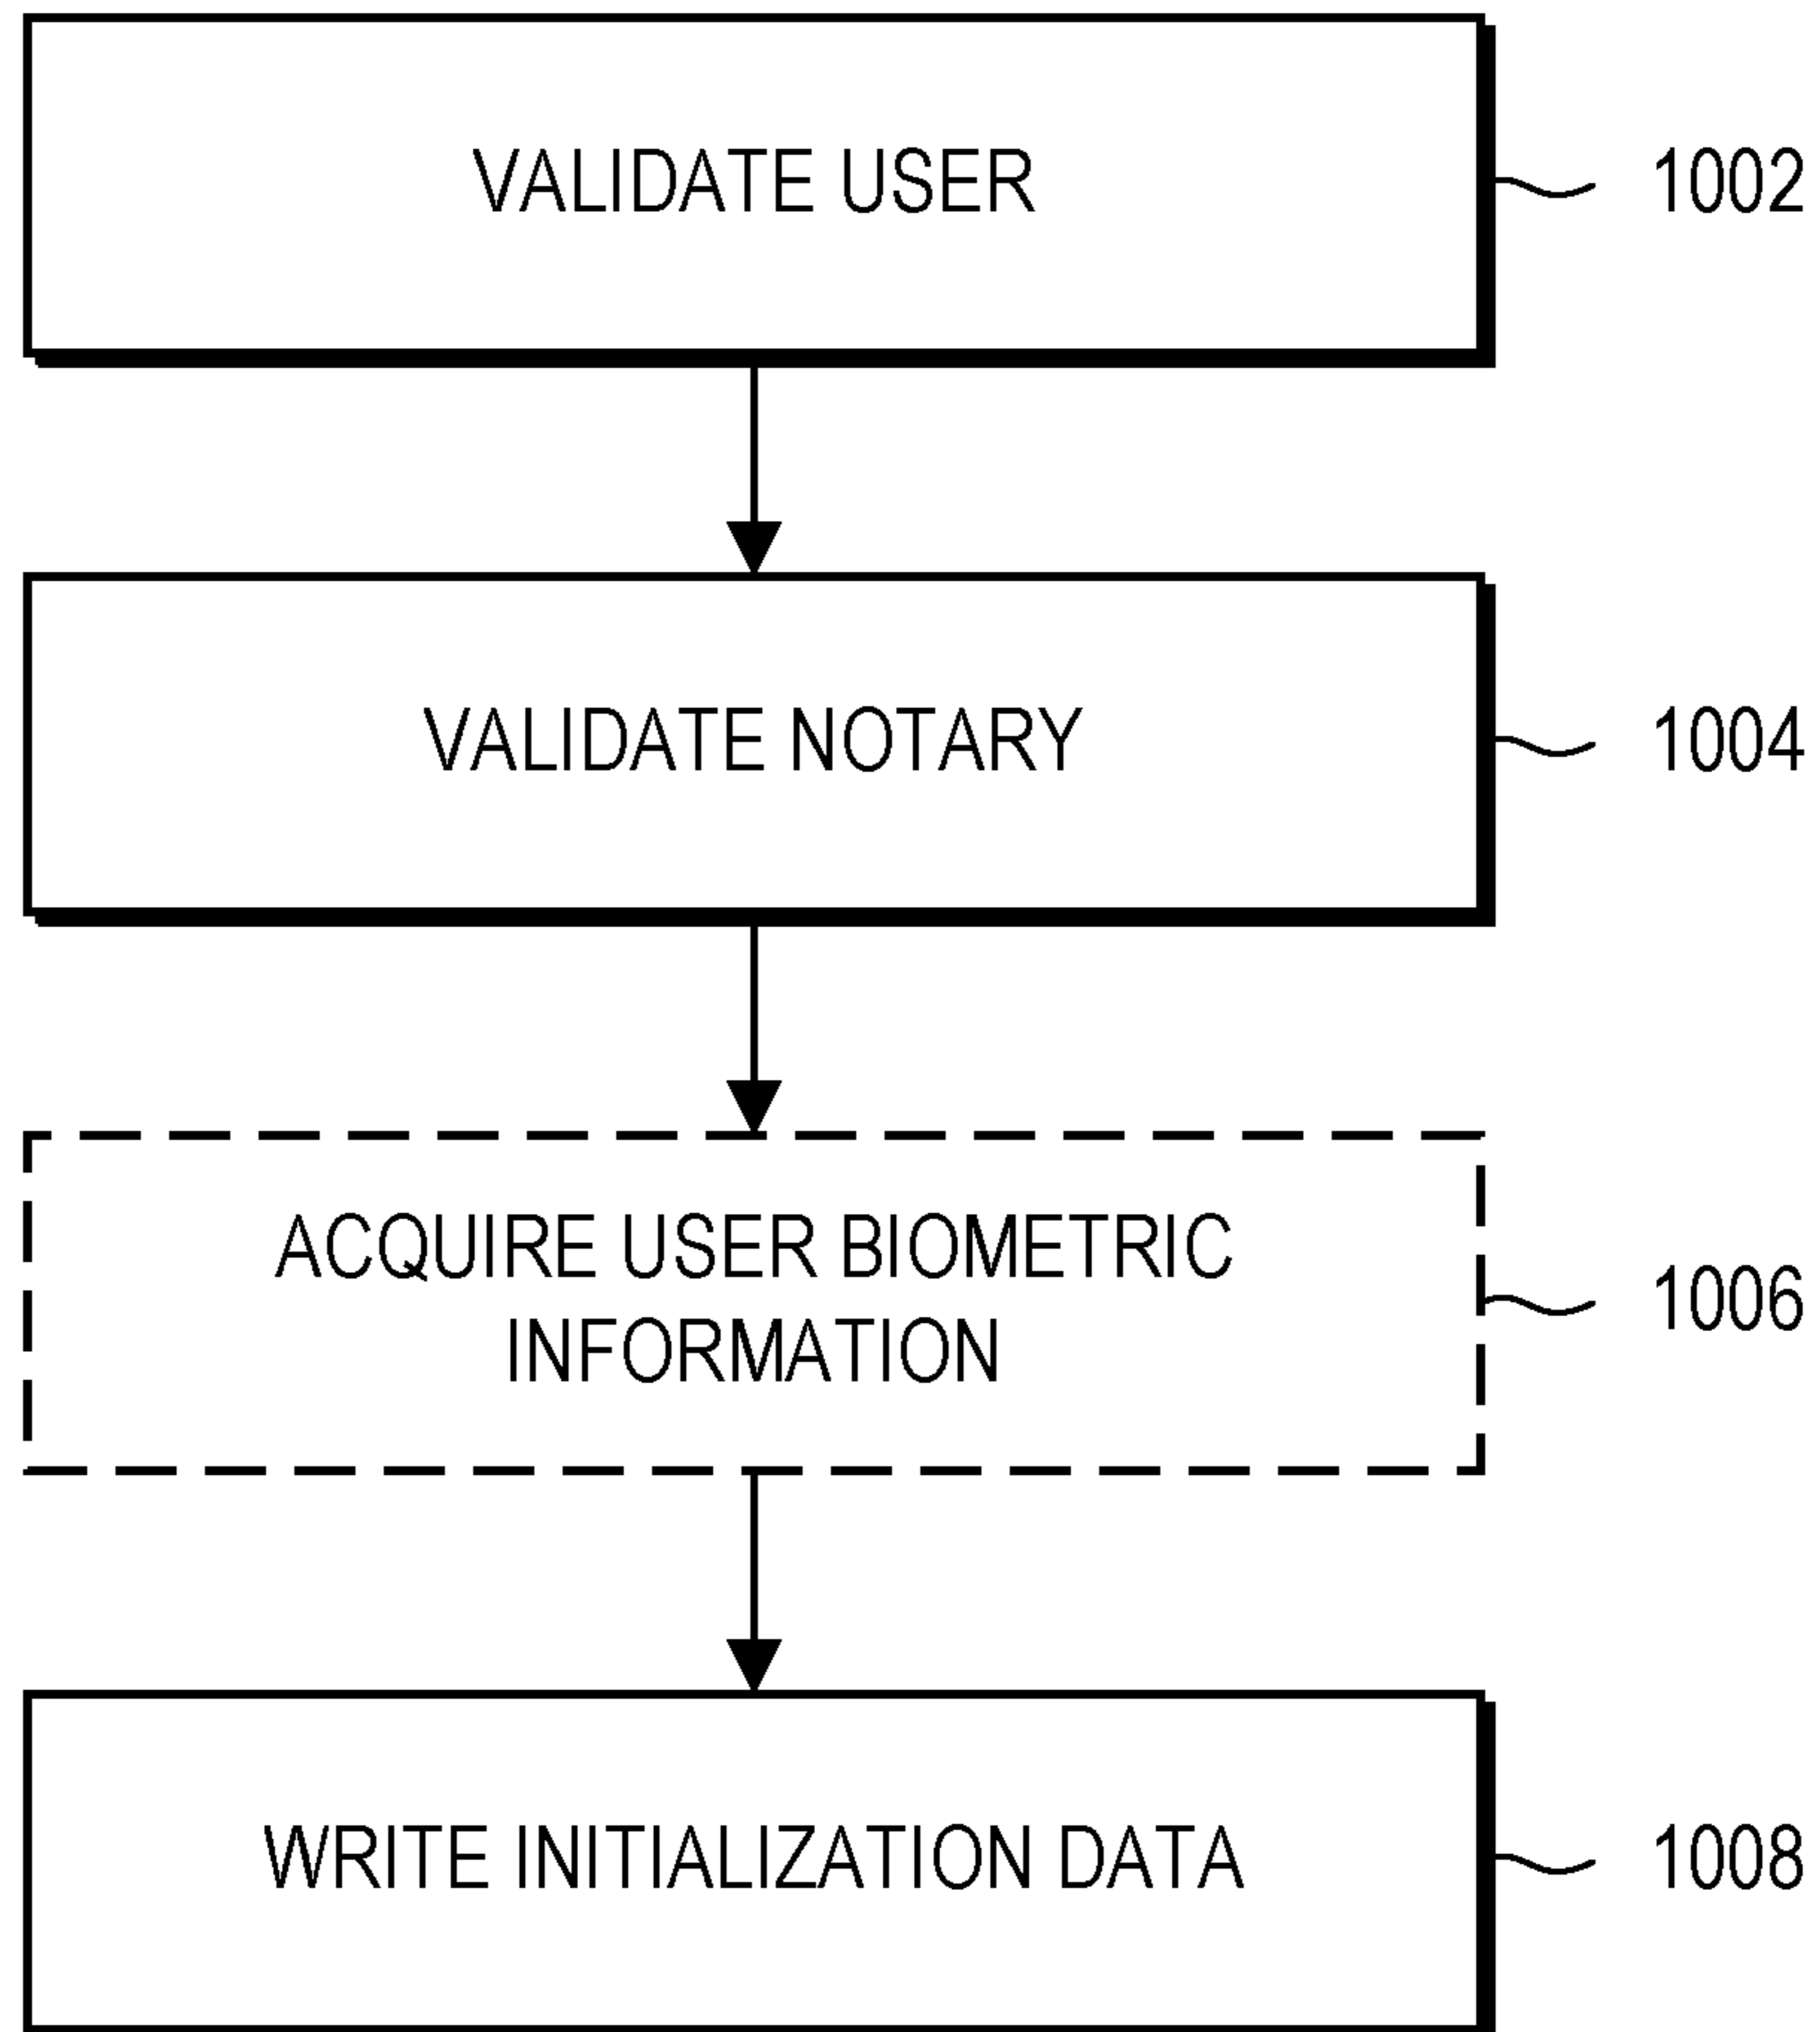 VALIDATE USER
1002
VALIDATE NOTARY
1004
ACQUIRE USER BIOMETRIC
INFORMATION
1006
WRITE INITIALIZATION DATA
1008